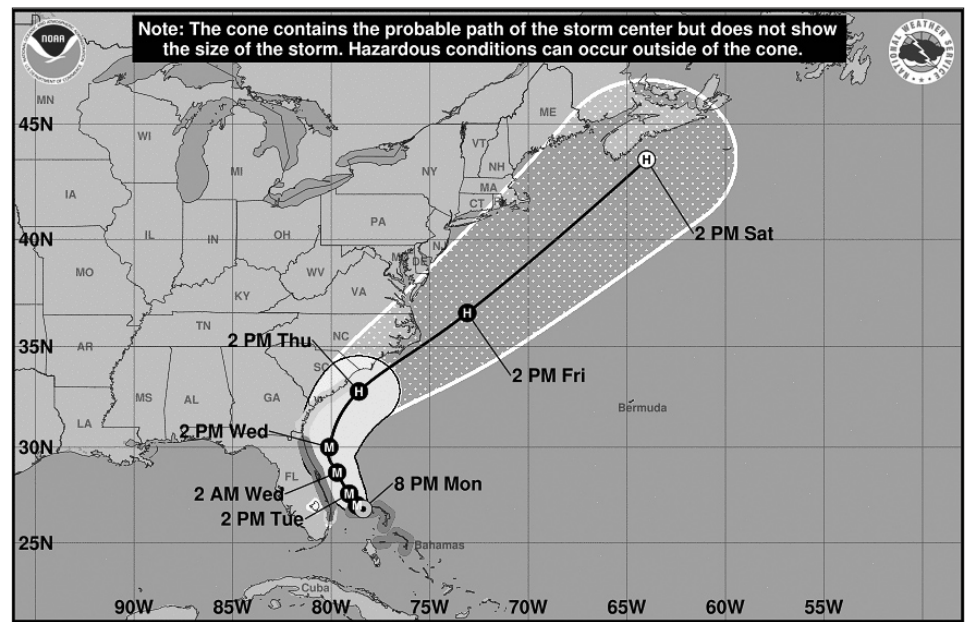 Note: The cone contains the probable path of the storm center but does not show
the size of the storm. Hazardous conditions can occur outside of the cone.
NOAA
NATIONAL WEATHER SERVICE
MN
ME
45N
WI
VT
MI
NY
NH
MA
IA
CT
PA
40N
IL
IN
OH
NJ
2 PM Sat
DE
MO
WV
KY
VA
H
TN
NC
35N
2 PM Thu
AR
SC
2 PM Fri
MS
AL
GA
H
Bermuda
LA
2 PM Wed
30N
M
FL
M
8 PM Mon
2 AM Wed
M
2 PM Tue
M
25N
Bahamas
Cuba
90W
85W
80W
75W
70W
65W
60W
55W
H